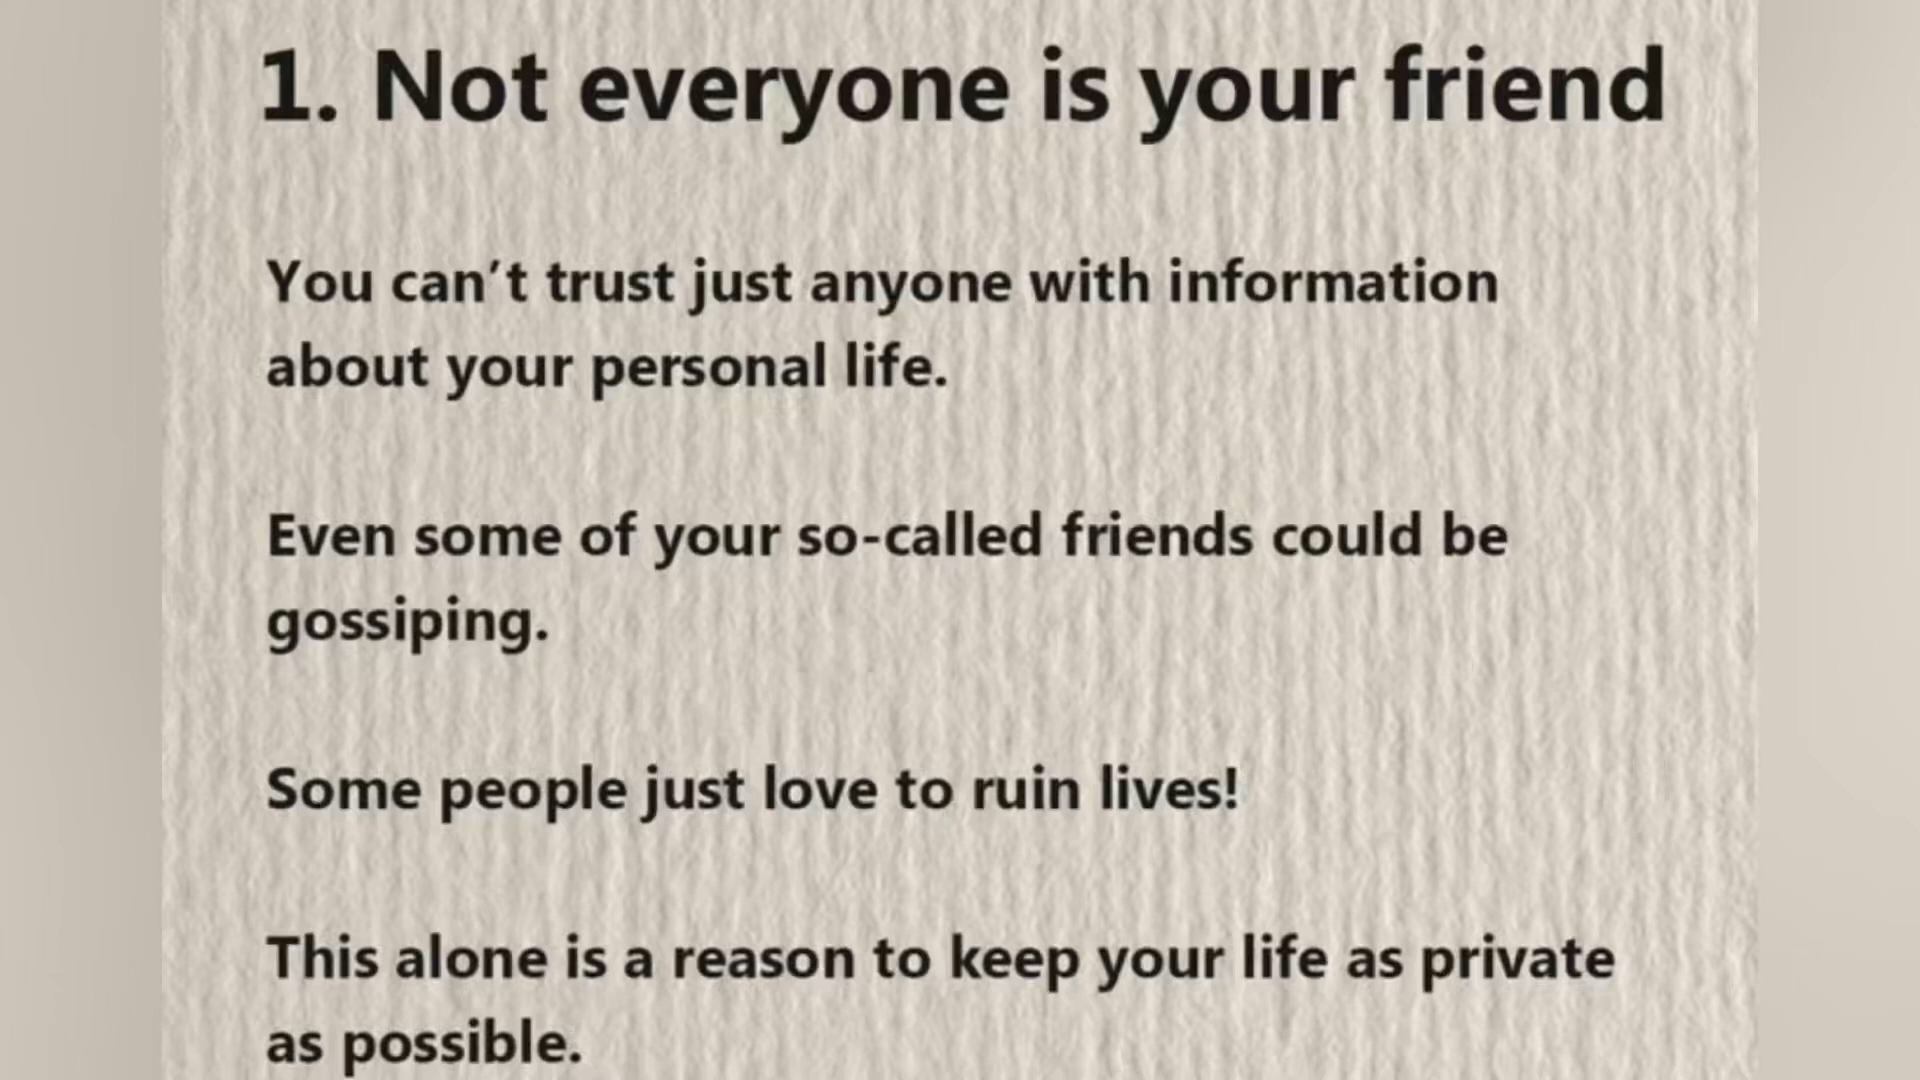 1. Not everyone is your friend
You can’t trust just anyone with information
about your personal life.
Even some of your so-called friends could be
gossiping.
Some people just love to ruin lives!
This alone is a reason to keep your life as private
as possible.